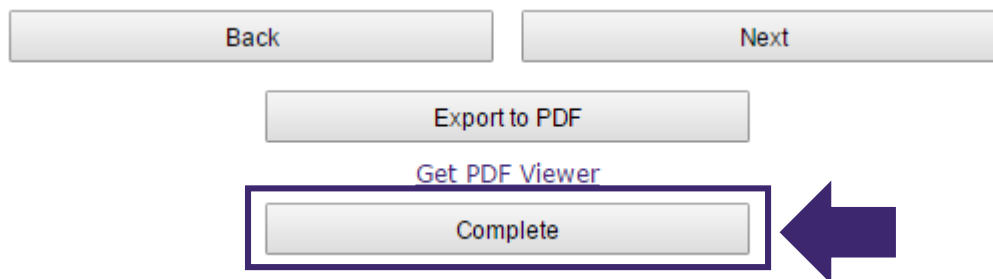 Back Next
Export to PDF
Get PDF Viewer
Complete